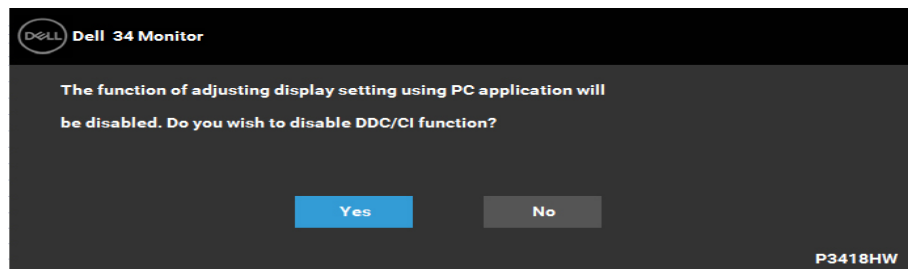 DELL Dell 34 Monitor
The function of adjusting display setting using PC application will
be disabled. Do you wish to disable DDC/CI function?
Yes No
P3418HW